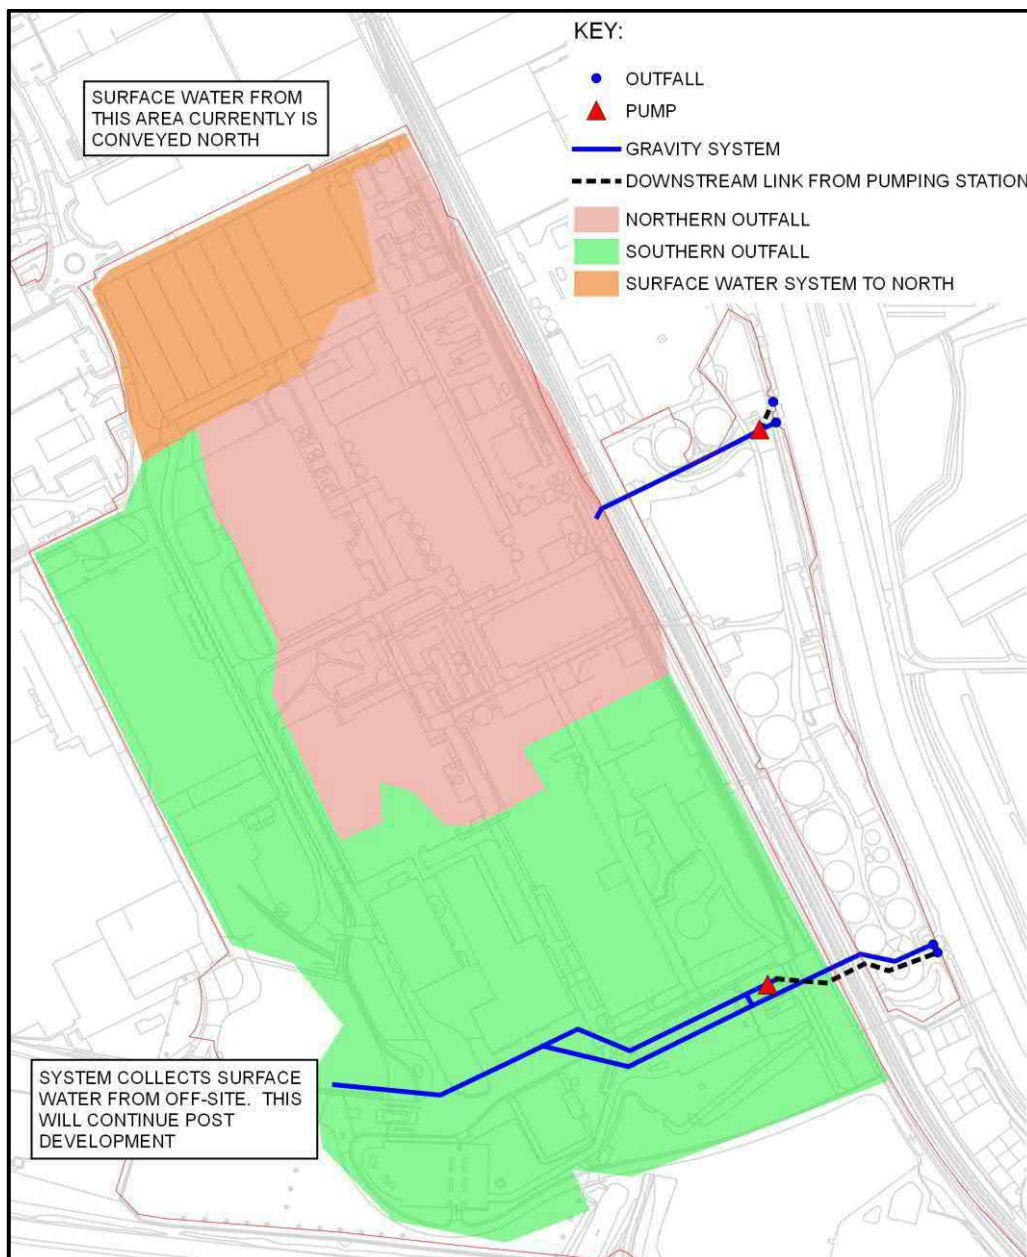 KEY:
OUTFALL
PUMP
GRAVITY SYSTEM
DOWNSTREAM LINK FROM PUMPING STATION
NORTHERN OUTFALL
SOUTHERN OUTFALL
SURFACE WATER SYSTEM TO NORTH
SURFACE WATER FROM
THIS AREA CURRENTLY IS
CONVEYED NORTH
SYSTEM COLLECTS SURFACE
WATER FROM OFF-SITE.  THIS
WILL CONTINUE POST
DEVELOPMENT